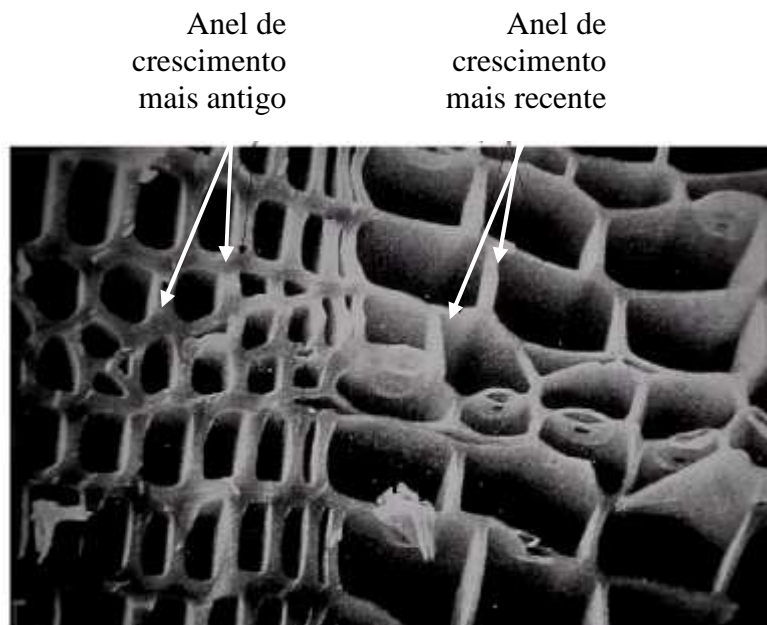 Anel de
crescimento
mais antigo
Anel de
crescimento
mais recente